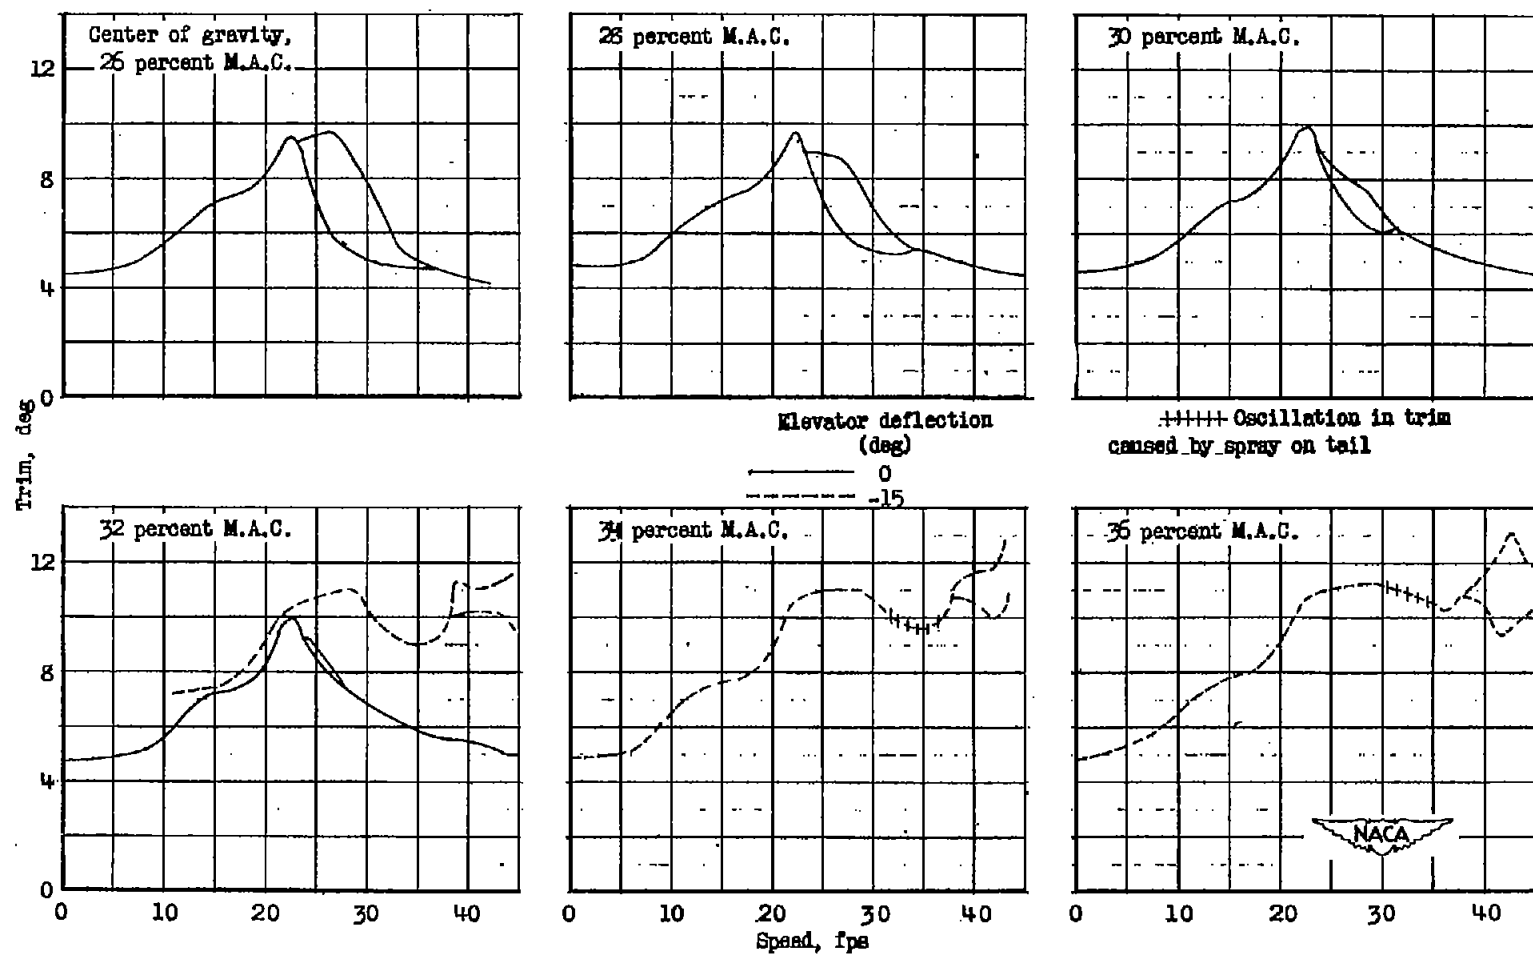 Center of gravity,
26 percent M.A.C.
28 percent M.A.C.
30 percent M.A.C.
12
8
4
0
Trim, deg
Elevator deflection
(deg)
0
-15
Oscillation in trim
caused by spray on tail
32 percent M.A.C.
34 percent M.A.C.
36 percent M.A.C.
12
8
4
0
NACA
0 10 20 30 40
0 10 20 30 40
0 10 20 30 40
Speed, fps